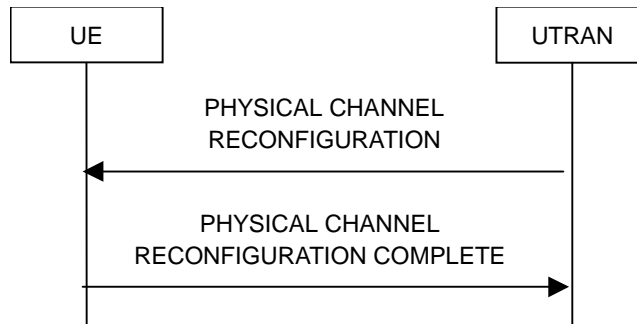 UE
UTRAN
PHYSICAL CHANNEL
RECONFIGURATION
PHYSICAL CHANNEL
RECONFIGURATION COMPLETE